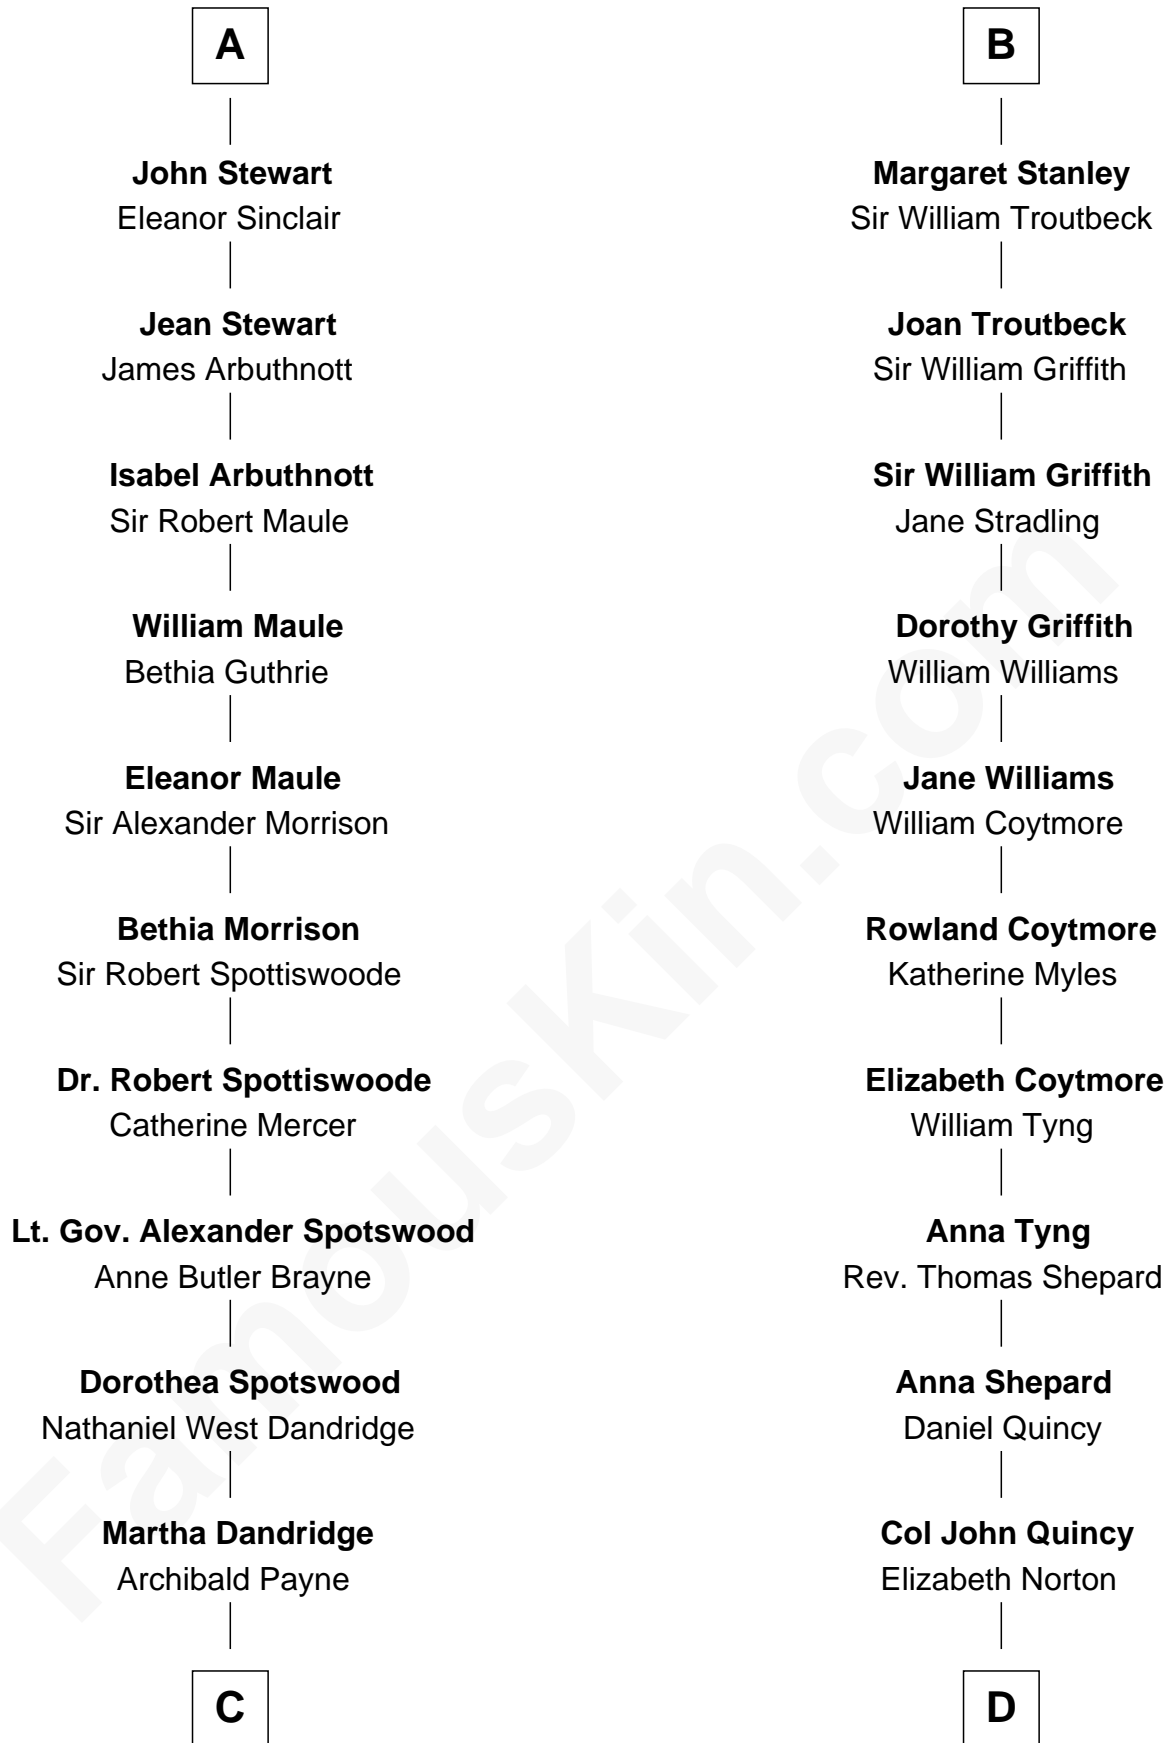 A
John Stewart
Eleanor Sinclair
Jean Stewart
James Arbuthnott
Isabel Arbuthnott
Sir Robert Maule
William Maule
Bethia Guthrie
Eleanor Maule
Sir Alexander Morrison
Bethia Morrison
Sir Robert Spottiswoode
Dr. Robert Spottiswoode
Catherine Mercer
Lt. Gov. Alexander Spotswood
Anne Butler Brayne
Dorothea Spotswood
Nathaniel West Dandridge
Martha Dandridge
Archibald Payne
C
B
Margaret Stanley
Sir William Troutbeck
Joan Troutbeck
Sir William Griffith
Sir William Griffith
Jane Stradling
Dorothy Griffith
William Williams
Jane Williams
William Coytmore
Rowland Coytmore
Katherine Myles
Elizabeth Coytmore
William Tyng
Anna Tyng
Rev. Thomas Shepard
Anna Shepard
Daniel Quincy
Col John Quincy
Elizabeth Norton
D
FamousKin.com